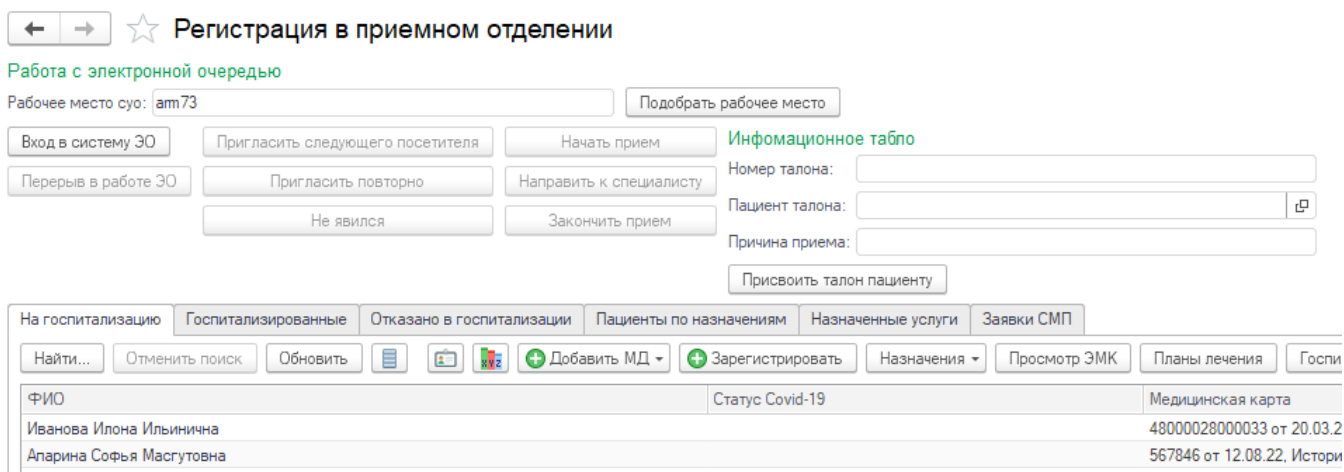 Регистрация в приемном отделении
Работа с электронной очередью
Рабочее место суо: arm73 Подобрать рабочее место
Вход в систему ЭО Пригласить следующего посетителя Начать прием Инфомационное табло
Номер талона:
Перерыв в работе ЭО Пригласить повторно Направить к специалисту
Пациент талона:
Не явился Закончить прием
Причина приема:
Присвоить талон пациенту
На госпитализацию Госпитализированные Отказано в госпитализации Пациенты по назначениям Назначенные услуги Заявки СМП
Найти... Отменить поиск Обновить XYZ Добавить МД Зарегистрировать Назначения Просмотр ЭМК Планы лечения Госпи
ФИО Статус Covid-19 Медицинская карта
Иванова Илона Ильинична 48000028000033 от 20.03.2
Апарина Софья Масгутовна 567846 от 12.08.22, Истори